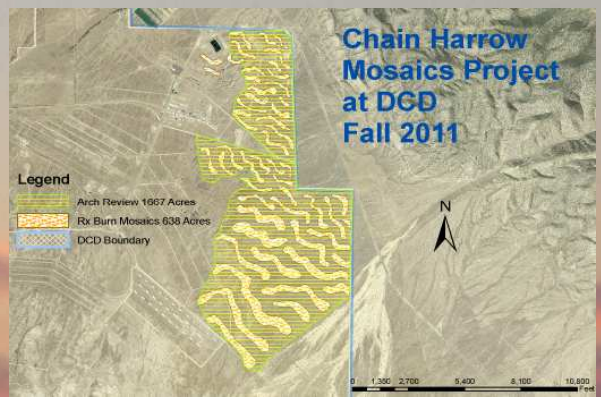 Chain Harrow
Mosaics Project
at DCD
Fall 2011
Legend
Arch Review 1667 Acres
Rx Burn Mosaics 638 Acres
DCD Boundary
N
0 1,350 2,700 5,400 8,100 10,800
Feet